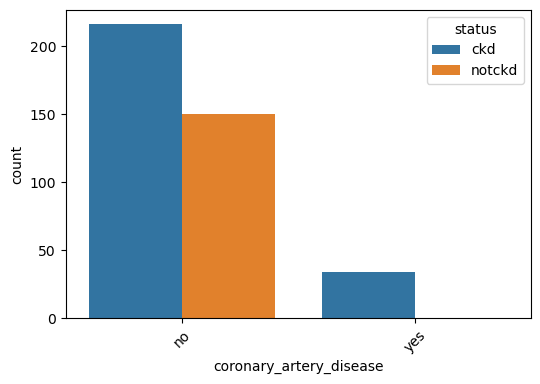 status
ckd
notckd
200
150
100
50
0
count
no
yes
coronary_artery_disease